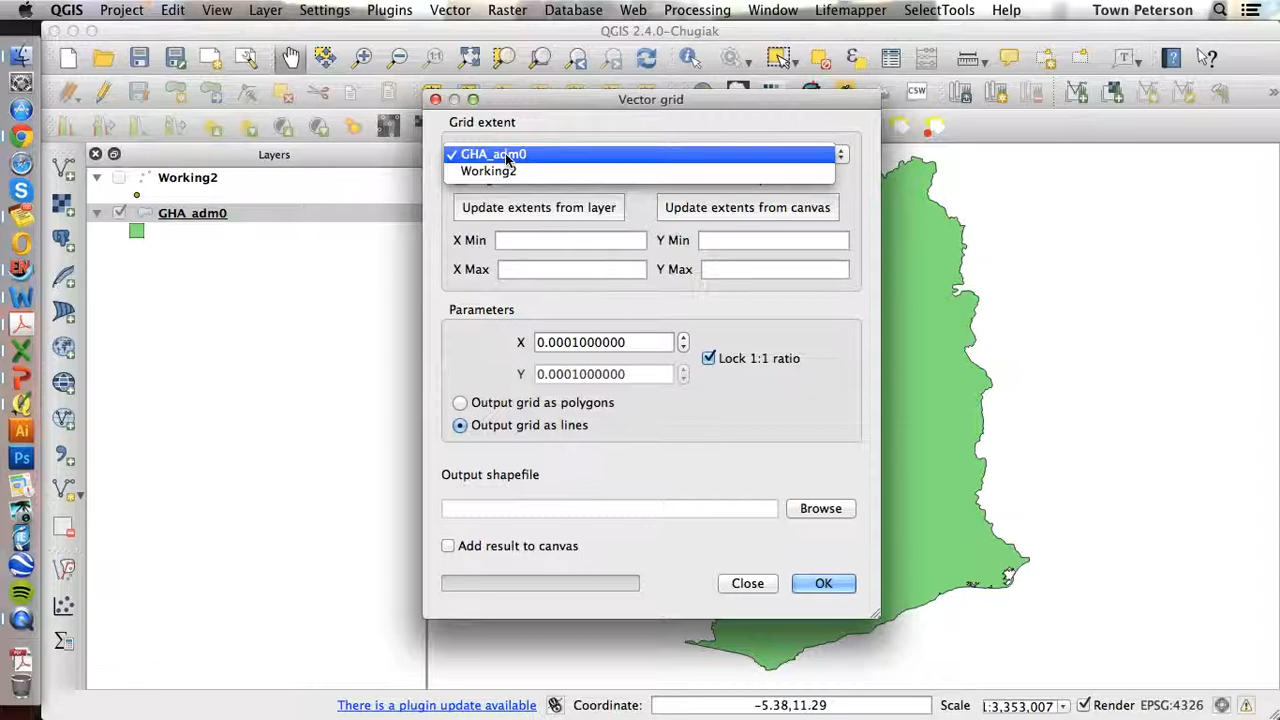 QGIS Project Edit View Layer Settings Plugins Vector Raster Database Web Processing Window Lifemapper SelectTools Help Town Peterson
QGIS 2.4.0-Chugiak
CSW
Vector grid
Grid extent
Layers
GHA_adm0
Working2
Working2
Update extents from layer Update extents from canvas
GHA_adm0
X Min Y Min
X Max Y Max
Parameters
X 0.0001000000
Lock 1:1 ratio
Y 0.0001000000
Output grid as polygons
Output grid as lines
Output shapefile
Browse
Add result to canvas
Close OK
There is a plugin update available Coordinate: -5.38,11.29 Scale 1:3,353,007 Render EPSG:4326